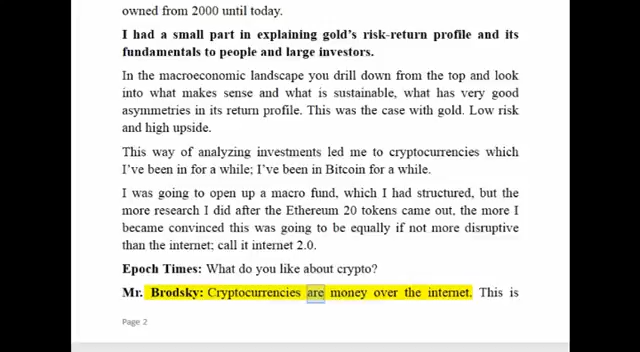 owned from 2000 until today.
I had a small part in explaining gold's risk-return profile and its
fundamentals to people and large investors.
In the macroeconomic landscape you drill down from the top and look
into what makes sense and what is sustainable, what has very good
asymmetries in its return profile. This was the case with gold. Low risk
and high upside.
This way of analyzing investments led me to cryptocurrencies which
I've been in for a while; I've been in Bitcoin for a while.
I was going to open up a macro fund, which I had structured, but the
more research I did after the Ethereum 20 tokens came out, the more I
became convinced this was going to be equally if not more disruptive
than the internet; call it internet 2.0.
Epoch Times: What do you like about crypto?
Mr. Brodsky: Cryptocurrencies are money over the internet. This is
Page 2